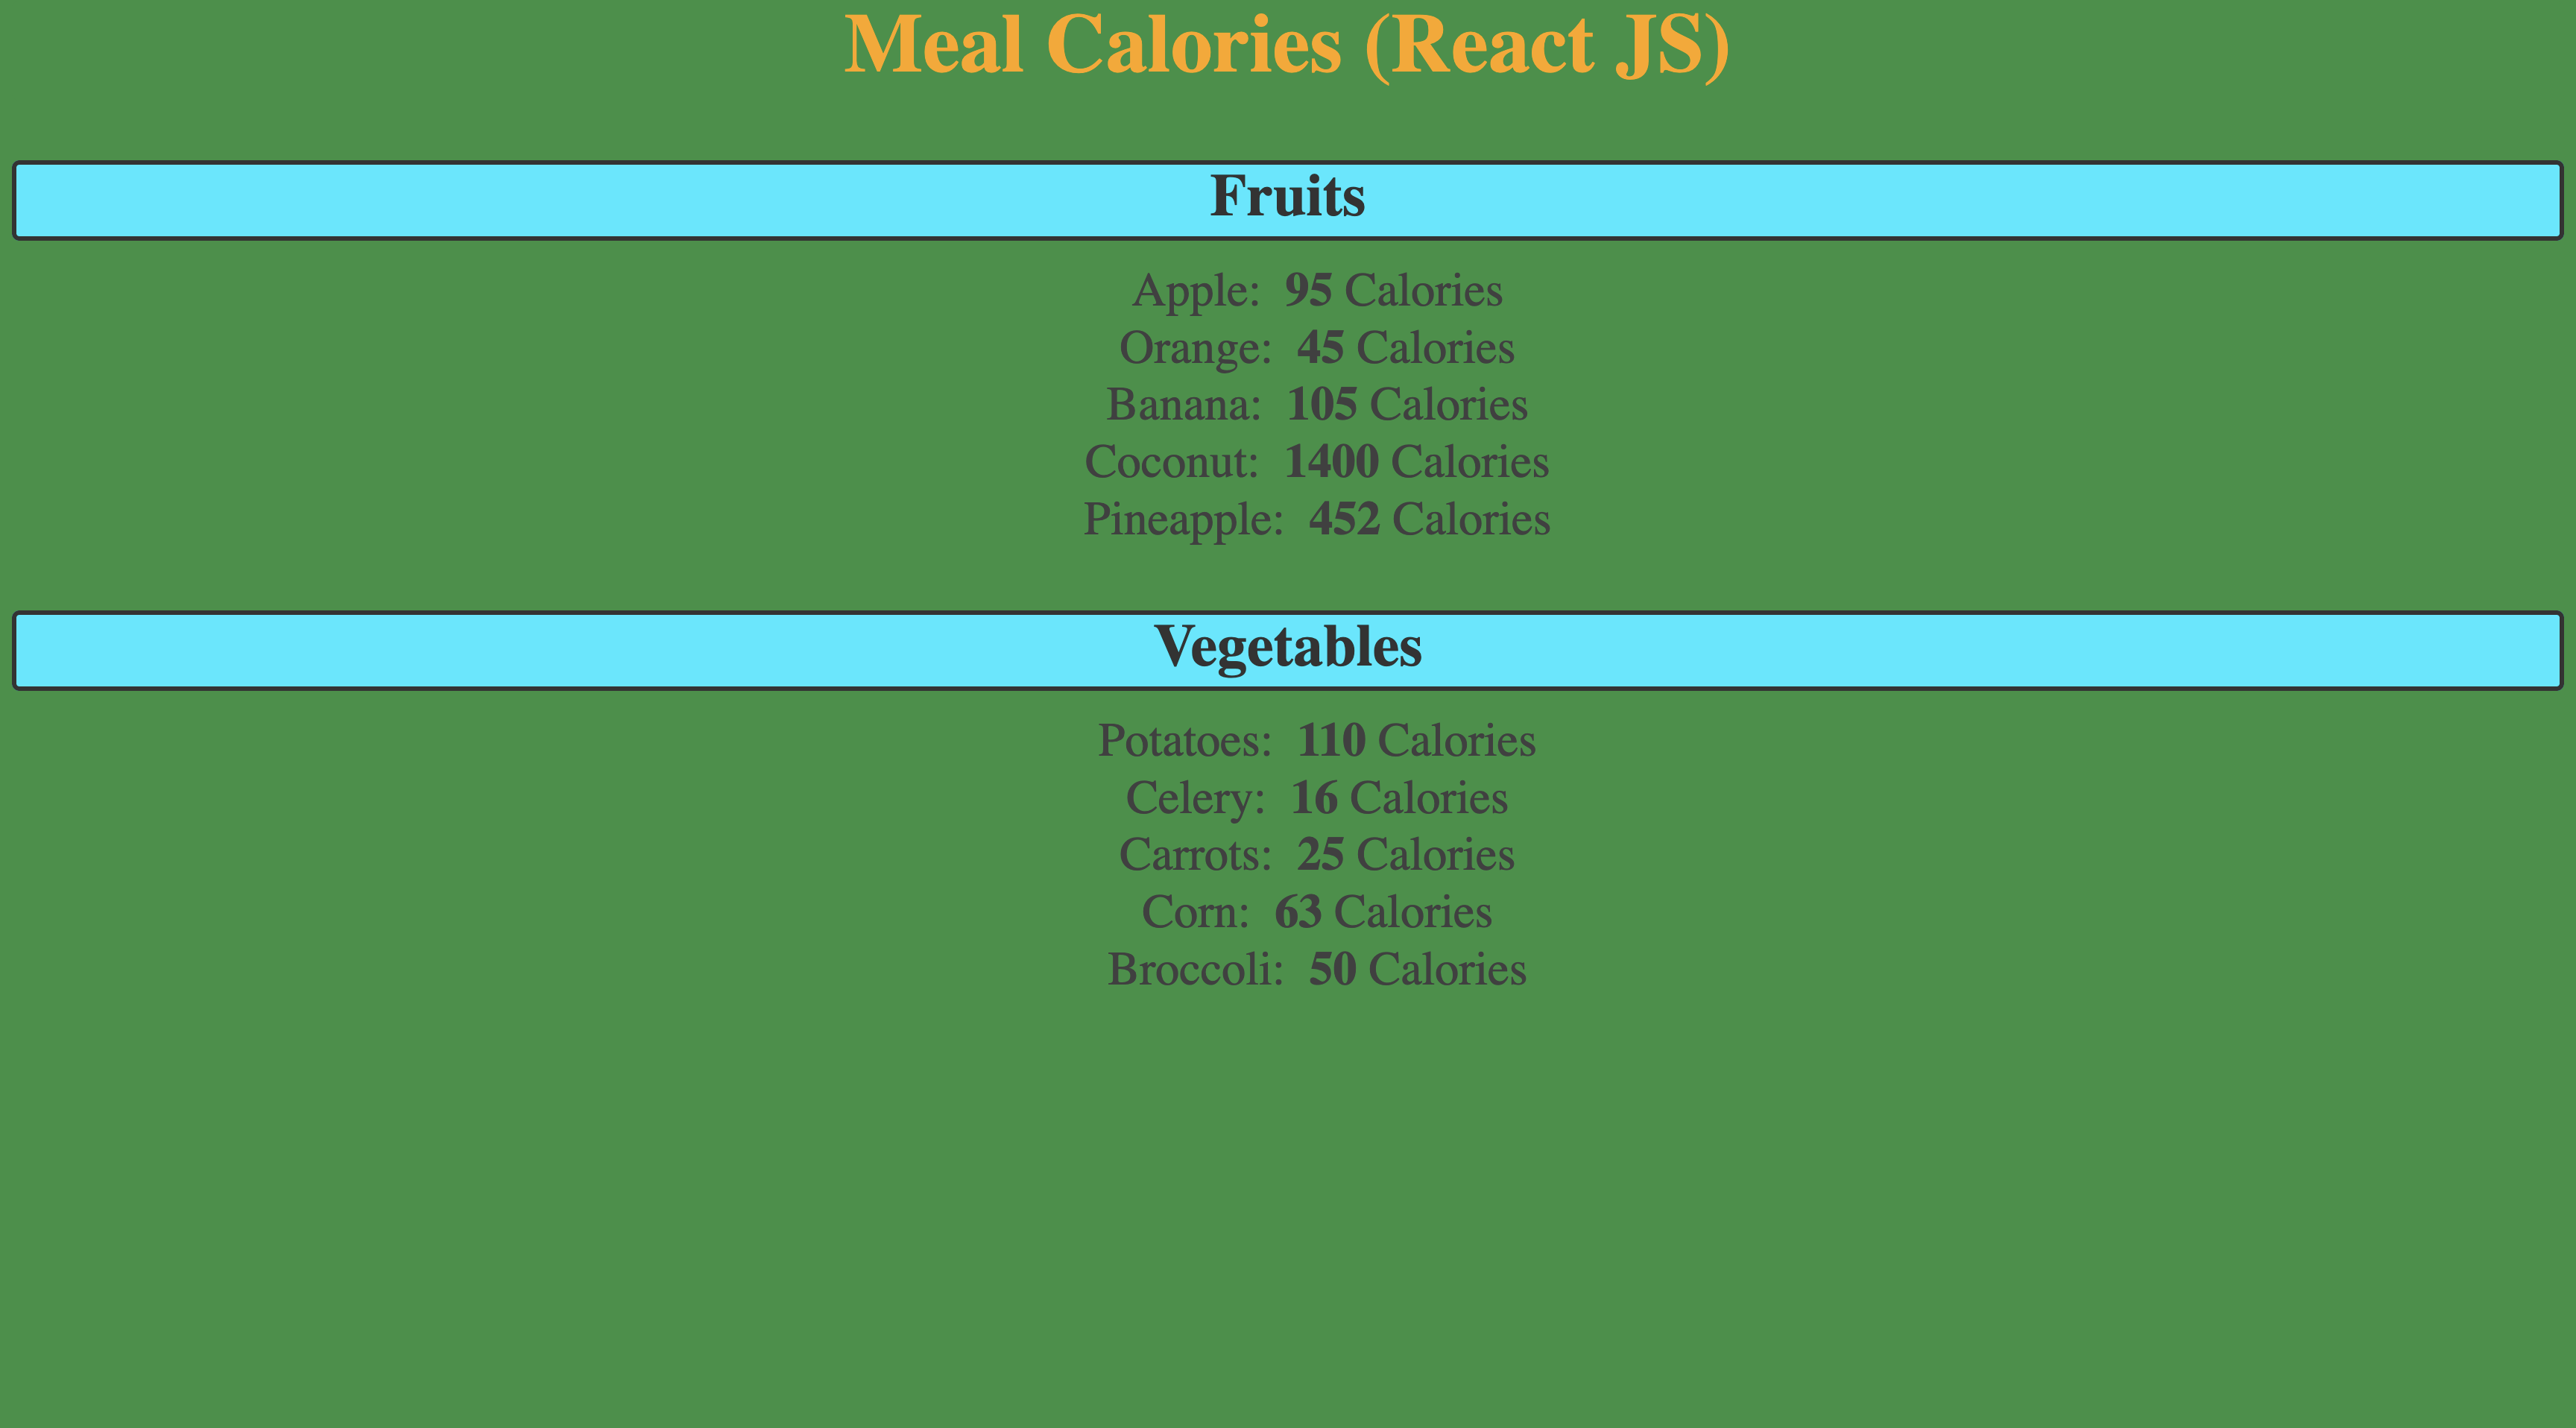 Meal Calories (React JS)
Fruits
Apple: 95 Calories
Orange: 45 Calories
Banana: 105 Calories
Coconut: 1400 Calories
Pineapple: 452 Calories
Vegetables
Potatoes: 110 Calories
Celery: 16 Calories
Carrots: 25 Calories
Corn: 63 Calories
Broccoli: 50 Calories